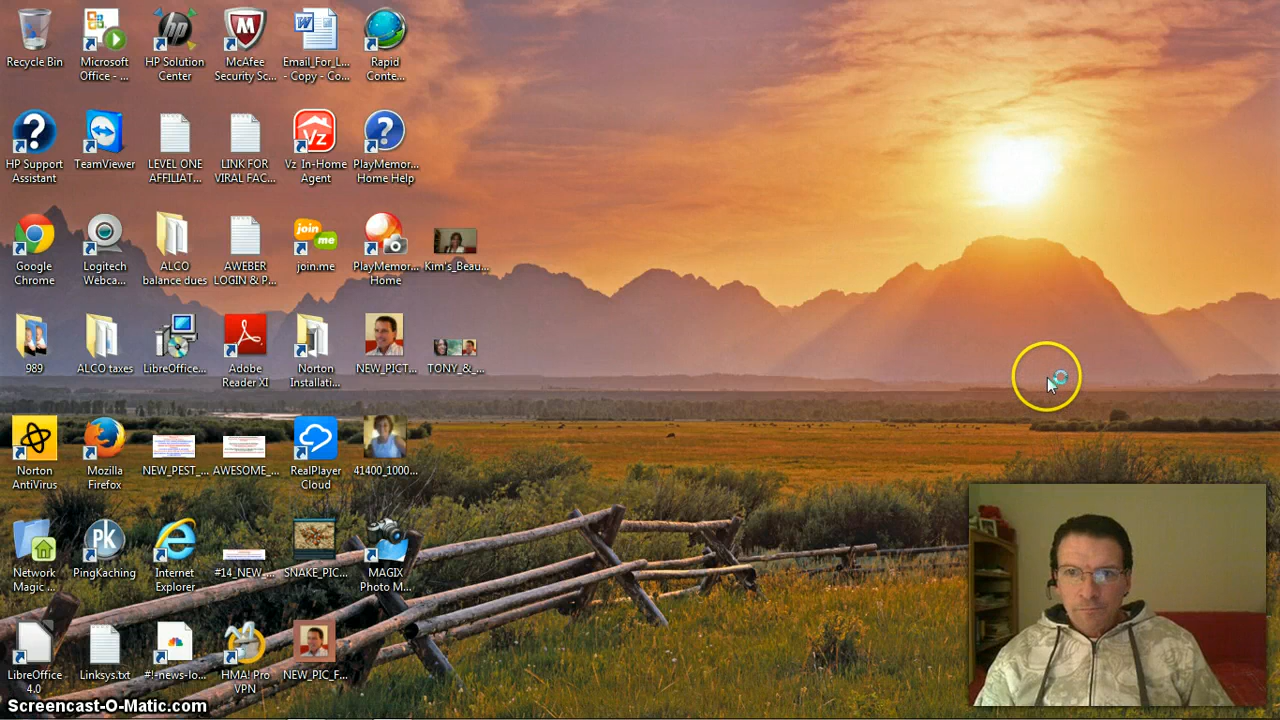 Recycle Bin
Microsoft
Office - ...
HP Solution
Center
McAfee
Security Sc...
Email_For_L...
- Copy - Co...
Rapid
Conte...
HP Support
Assistant
TeamViewer
LEVEL ONE
AFFILIAT...
LINK FOR
VIRAL FAC...
Vz In-Home
Agent
PlayMemor...
Home Help
Google
Chrome
Logitech
Webca...
ALCO
balance dues
AWEBER
LOGIN & P...
join.me
PlayMemor...
Home
Kim's_Beau...
989
ALCO taxes
LibreOffice...
Adobe
Reader XI
Norton
Installati...
NEW_PICT...
TONY_&_...
Norton
AntiVirus
Mozilla
Firefox
NEW_PEST_...
AWESOME_...
RealPlayer
Cloud
41400_1000...
Network
Magic ...
PingKaching
Internet
Explorer
#14_NEW_...
SNAKE_PIC...
MAGIX
Photo M...
LibreOffice
4.0
Linksys.txt
#!-news-lo...
HMA! Pro
VPN
NEW_PIC_F...
Screencast-O-Matic.com